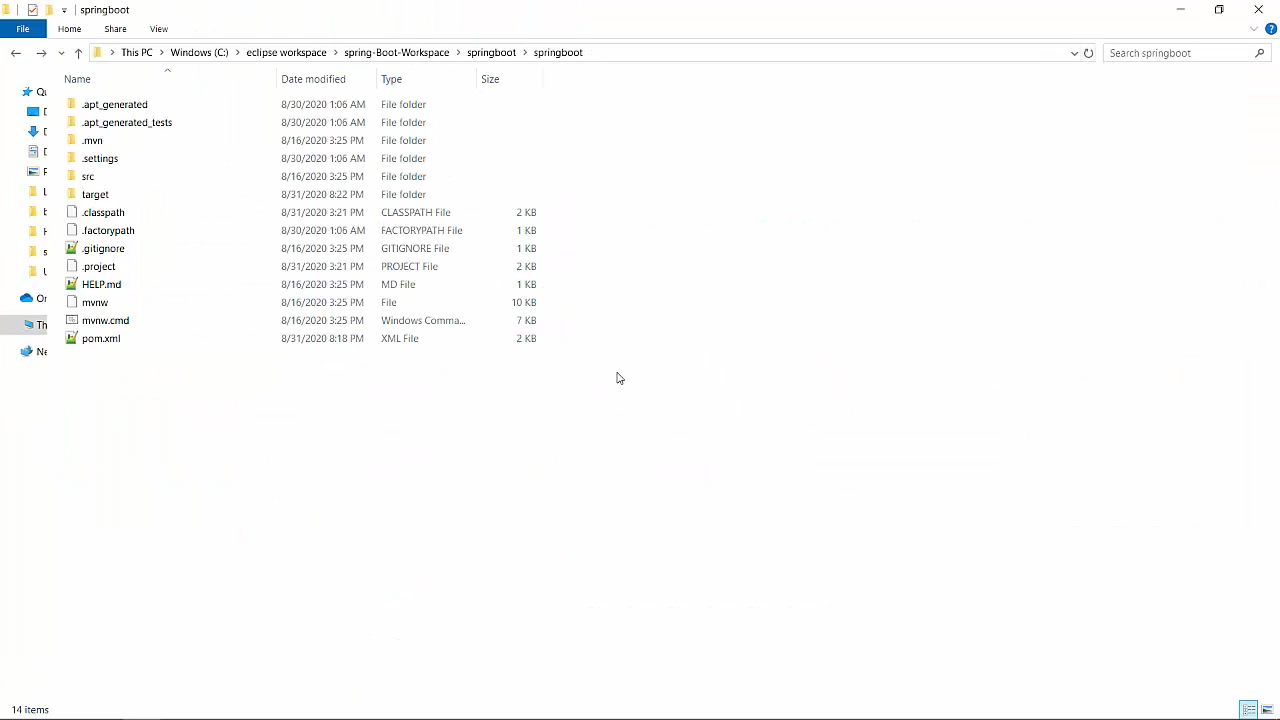 springboot
File Home Share View
This PC Windows (C:) eclipse workspace spring-Boot-Workspace springboot springboot
Search springboot
Name Date modified Type Size
.apt_generated 8/30/2020 1:06 AM File folder
.apt_generated_tests 8/30/2020 1:06 AM File folder
.mvn 8/16/2020 3:25 PM File folder
.settings 8/30/2020 1:06 AM File folder
src 8/16/2020 3:25 PM File folder
target 8/31/2020 8:22 PM File folder
.classpath 8/31/2020 3:21 PM CLASSPATH File 2 KB
.factorypath 8/30/2020 1:06 AM FACTORYPATH File 1 KB
.gitignore 8/16/2020 3:25 PM GITIGNORE File 1 KB
.project 8/31/2020 3:21 PM PROJECT File 2 KB
HELP.md 8/16/2020 3:25 PM MD File 1 KB
mvnw 8/16/2020 3:25 PM File 10 KB
mvnw.cmd 8/16/2020 3:25 PM Windows Comma... 7 KB
pom.xml 8/31/2020 8:18 PM XML File 2 KB
14 items